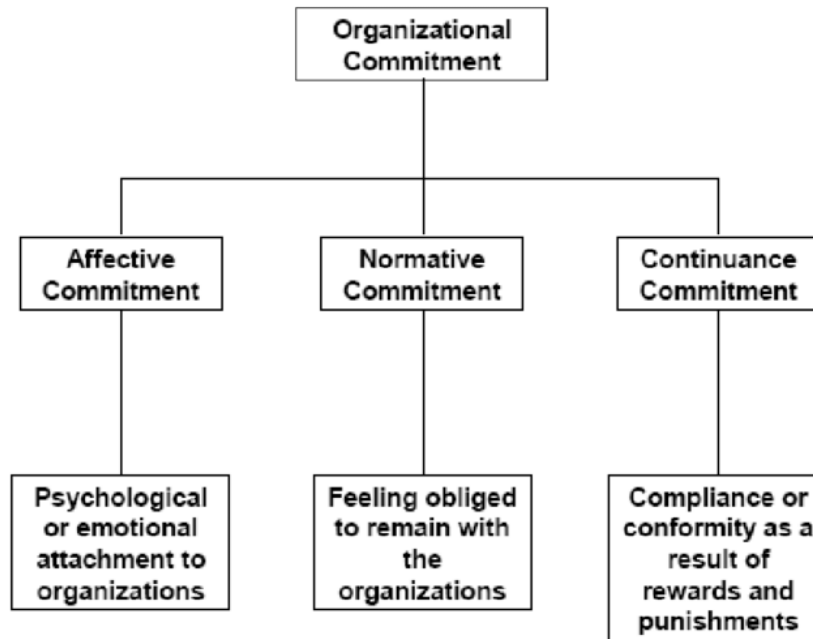 Organizational
Commitment
Affective
Commitment
Normative
Commitment
Continuance
Commitment
Psychological
or emotional
attachment to
organizations
Feeling obliged
to remain with
the
organizations
Compliance or
conformity as a
result of
rewards and
punishments